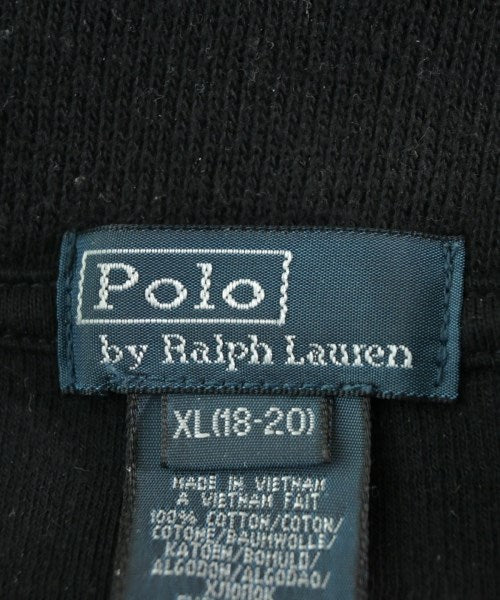 Polo
by Ralph Lauren
XL(18-20)
MADE IN VIETNAM
A VIETNAM FAIT
100% COTTON/COTON/
COTONE/BAUMWOLLE/
KATOEN/BOMULD/
ALGODON/ALGODAO/
ХЛОПОК